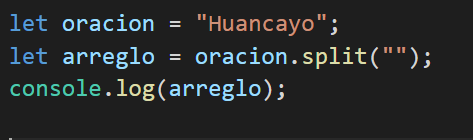 let oracion = "Huancayo";
let arreglo = oracion.split("");
console.log(arreglo);